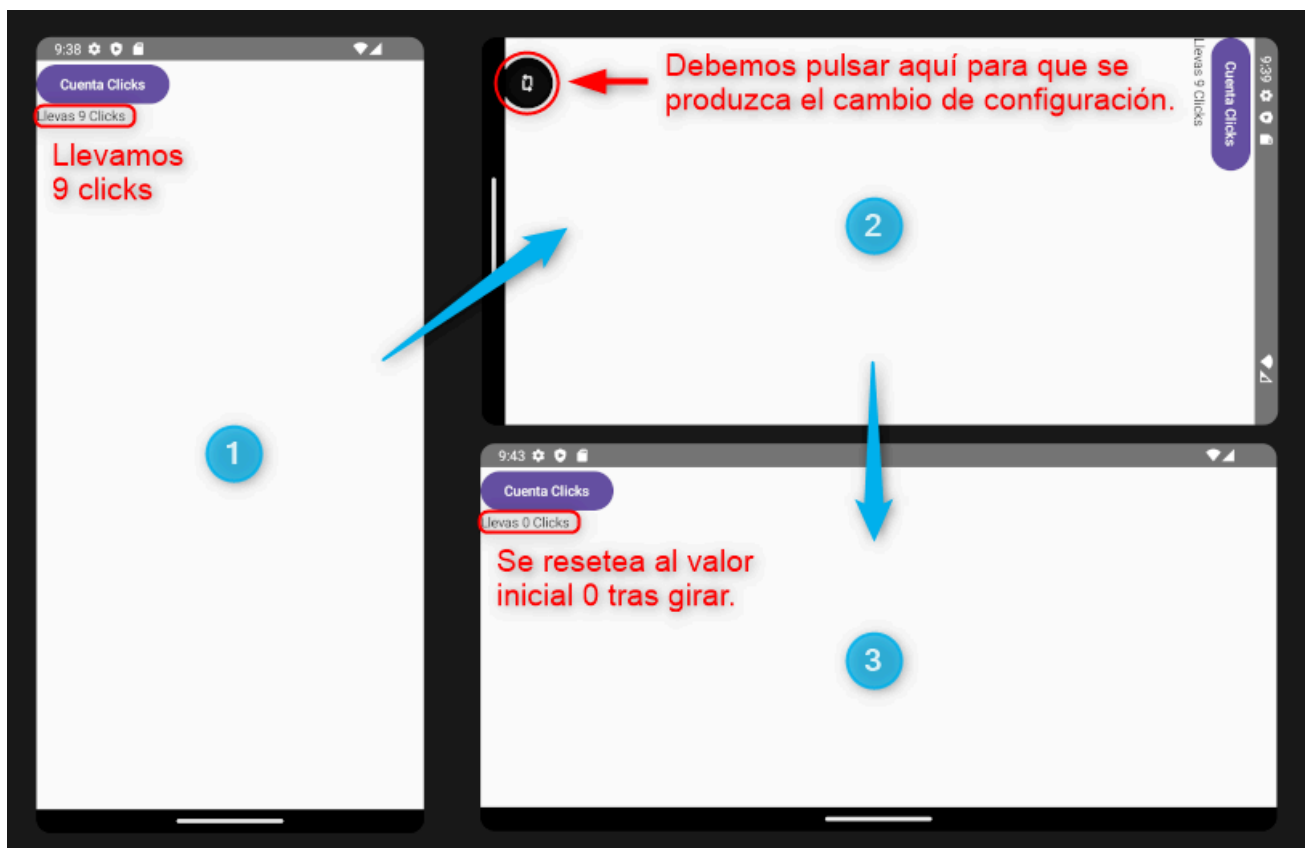 9:38
Cuenta Clicks
Llevas 9 Clicks
Llevamos
9 clicks
1
Debemos pulsar aquí para que se
produzca el cambio de configuración.
9:39
Cuenta Clicks
Llevas 9 Clicks
2
9:43
Cuenta Clicks
Llevas 0 Clicks
Se resetea al valor
inicial 0 tras girar.
3